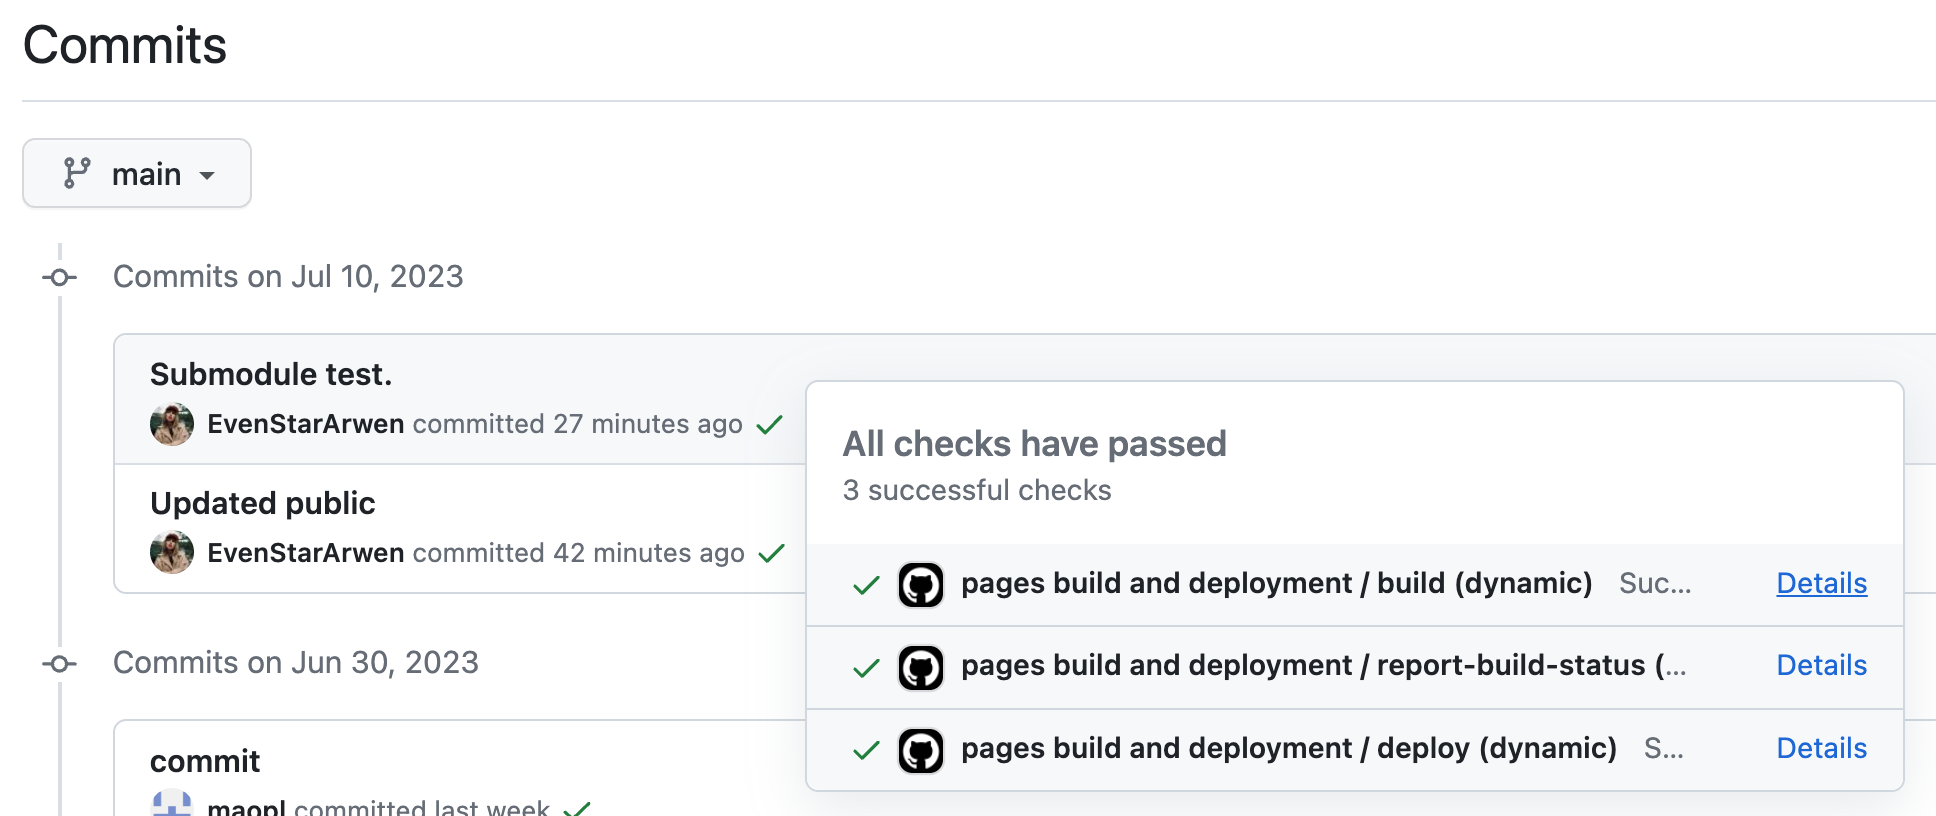 Commits
main
Commits on Jul 10, 2023
Submodule test.
EvenStarArwen committed 27 minutes ago
Updated public
EvenStarArwen committed 42 minutes ago
All checks have passed
3 successful checks
pages build and deployment / build (dynamic) Suc... Details
pages build and deployment / report-build-status (... Details
pages build and deployment / deploy (dynamic) S... Details
Commits on Jun 30, 2023
commit
maopl committed last week